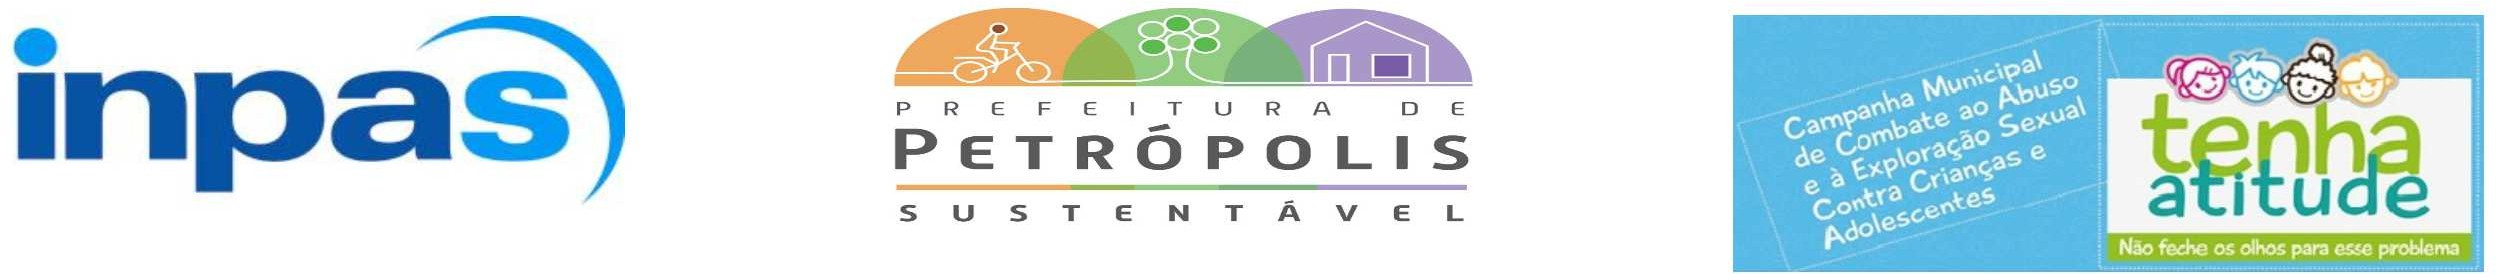 inpas
PREFEITURA DE
PETRÓPOLIS
SUSTENTÁVEL
Campanha Municipal
de Combate ao Abuso
e à Exploração Sexual
Contra Crianças e
Adolescentes
tenha
atitude
Não feche os olhos para esse problema